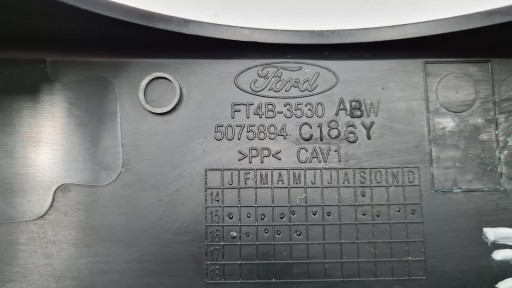 Ford
FT4B-3530 ABW
5075894 C186Y
>PP< CAV1
J F M A M J J A S O N D
14
15
16
17
18